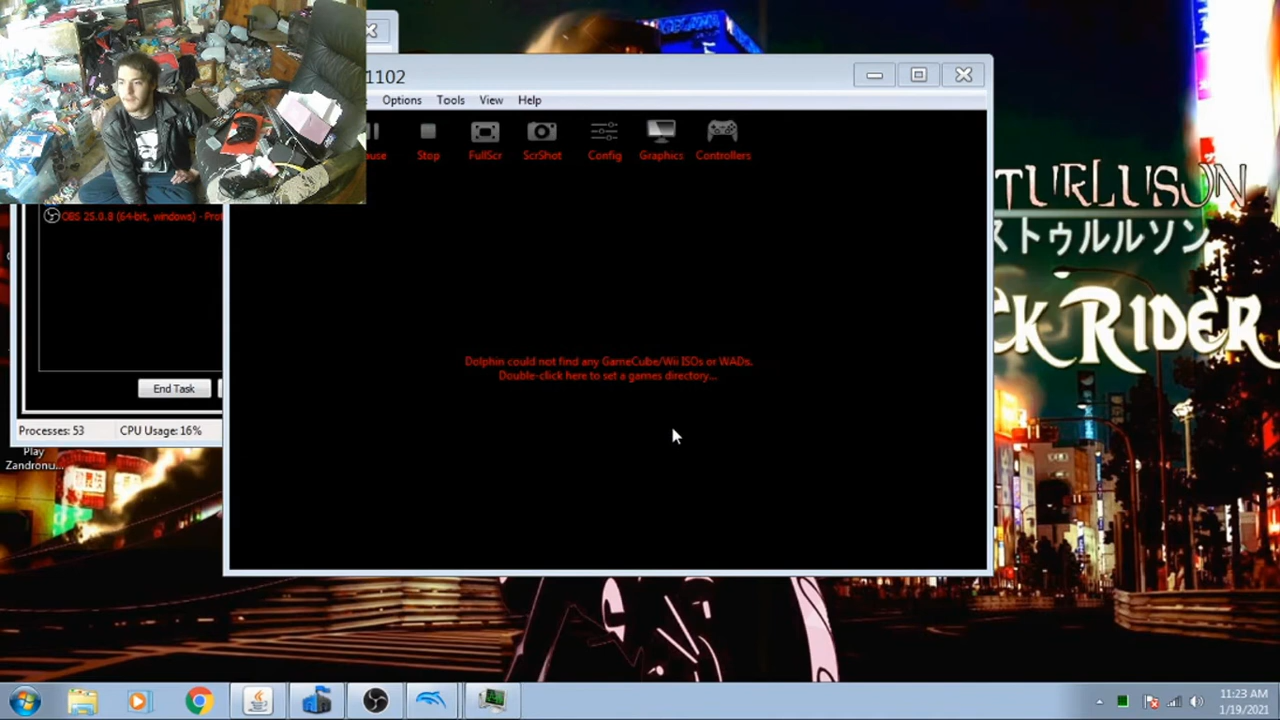 1102
Options Tools View Help
ause Stop FullScr ScrShot Config Graphics Controllers
OBS 25.0.8 (64-bit, windows) - Pro
Dolphin could not find any GameCube/Wii ISOs or WADs.
Double-click here to set a games directory...
End Task
Processes: 53 CPU Usage: 16%
Play
Zandronu...
TURLUSON
ストゥルルソン
CK RIDER
11:23 AM
1/19/2021